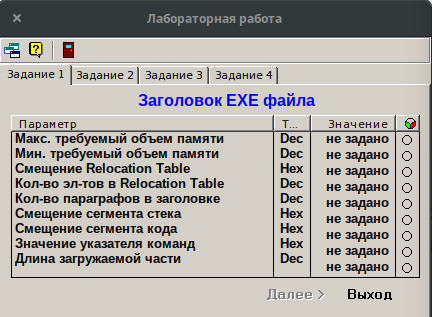 Лабораторная работа
Задание 1 Задание 2 Задание 3 Задание 4
Заголовок EXE файла
Параметр Т... Значение
Макс. требуемый объем памяти Dec не задано
Мин. требуемый объем памяти Dec не задано
Смещение Relocation Table Hex не задано
Кол-во эл-тов в Relocation Table Dec не задано
Кол-во параграфов в заголовке Dec не задано
Смещение сегмента стека Hex не задано
Смещение сегмента кода Hex не задано
Значение указателя команд Hex не задано
Длина загружаемой части Dec не задано
Далее > Выход